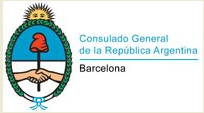 Consulado General
de la República Argentina
Barcelona